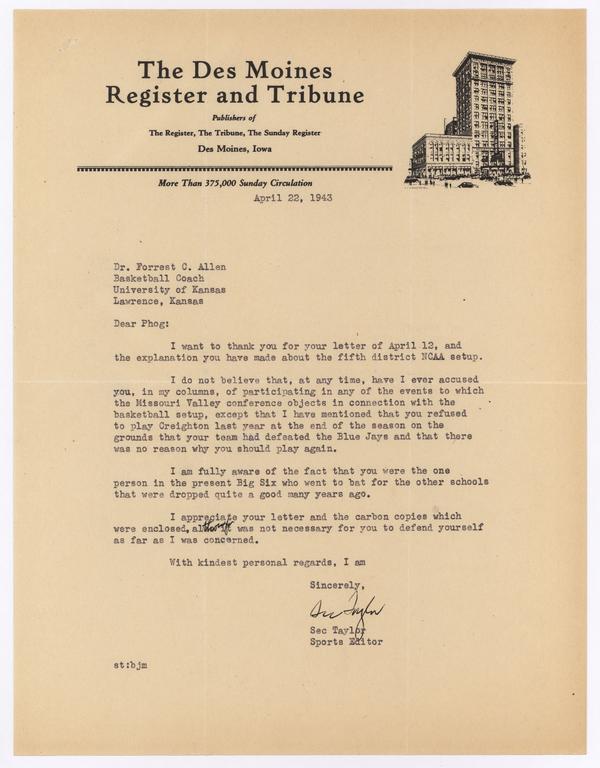 The Des Moines
Register and Tribune
Publishers of
The Register, The Tribune, The Sunday Register
Des Moines, Iowa
More Than 375,000 Sunday Circulation
April 22, 1943
Dr. Forrest C. Allen
Basketball Coach
University of Kansas
Lawrence, Kansas
Dear Phog:
I want to thank you for your letter of April 12, and
the explanation you have made about the fifth district NCAA setup.
I do not believe that, at any time, have I ever accused
you, in my columns, of participating in any of the events to which
the Missouri Valley conference objects in connection with the
basketball setup, except that I have mentioned that you refused
to play Creighton last year at the end of the season on the
grounds that your team had defeated the Blue Jays and that there
was no reason why you should play again.
I am fully aware of the fact that you were the one
person in the present Big Six who went to bat for the other schools
that were dropped quite a good many years ago.
I appreciate your letter and the carbon copies which
were enclosed, although it was not necessary for you to defend yourself
as far as I was concerned.
With kindest personal regards, I am
Sincerely,
Sec Taylor
Sec Taylor
Sports Editor
st:bjm